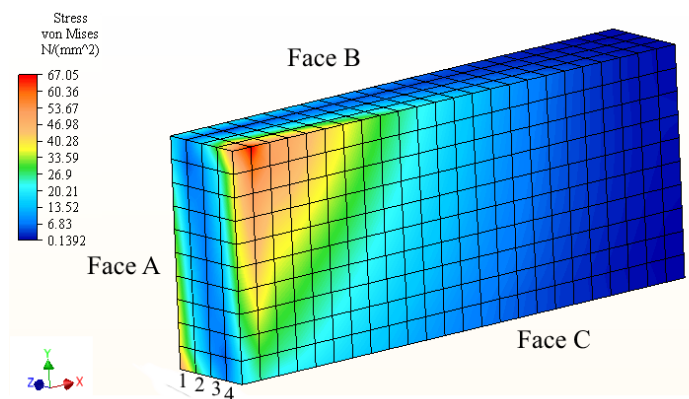 Stress
von Mises
N/(mm^2)
67.05
60.36
53.67
46.98
40.28
33.59
26.9
20.21
13.52
6.83
0.1392
Face B
Face A
Face C
1 2 3 4
Y
Z X